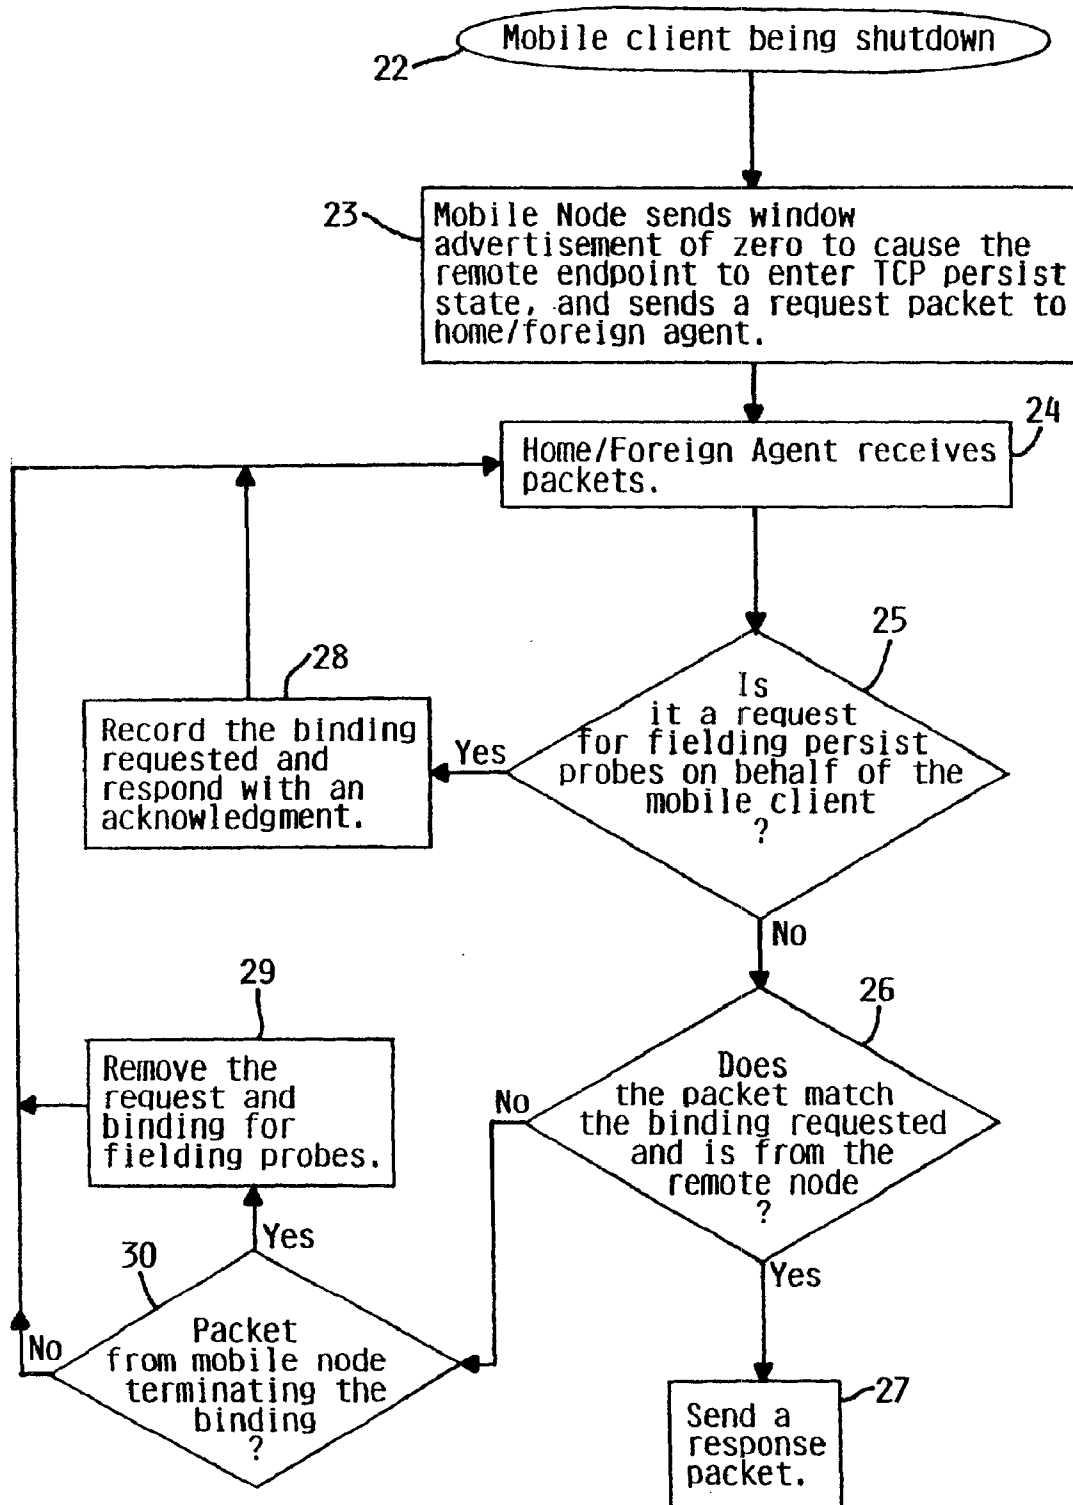 Mobile client being shutdown
22
23
Mobile Node sends window
advertisement of zero to cause the
remote endpoint to enter TCP persist
state, and sends a request packet to
home/foreign agent.
24
Home/Foreign Agent receives
packets.
25
Is
it a request
for fielding persist
probes on behalf of the
mobile client
?
Yes
28
Record the binding
requested and
respond with an
acknowledgment.
No
26
Does
the packet match
the binding requested
and is from the
remote node
?
No
29
Remove the
request and
binding for
fielding probes.
Yes
30
Packet
from mobile node
terminating the
binding
?
No
Yes
27
Send a
response
packet.